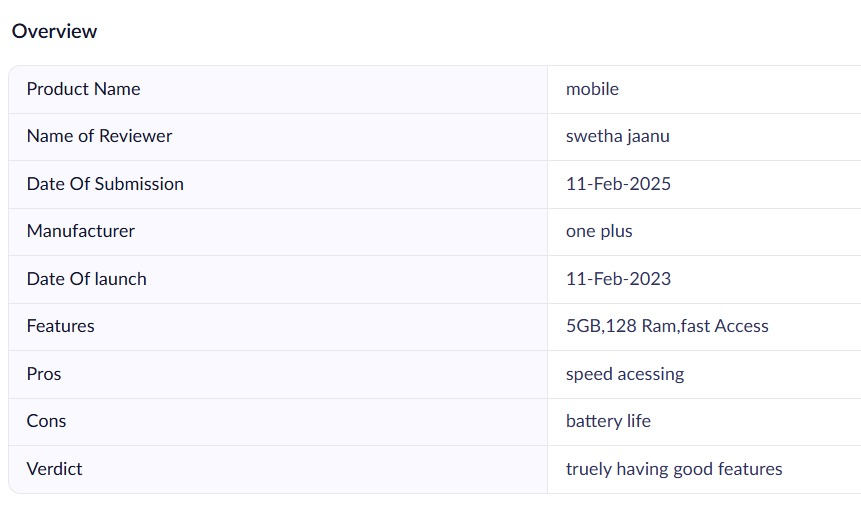 Overview
Product Name mobile
Name of Reviewer swetha jaanu
Date Of Submission 11-Feb-2025
Manufacturer one plus
Date Of launch 11-Feb-2023
Features 5GB,128 Ram,fast Access
Pros speed acessing
Cons battery life
Verdict truely having good features